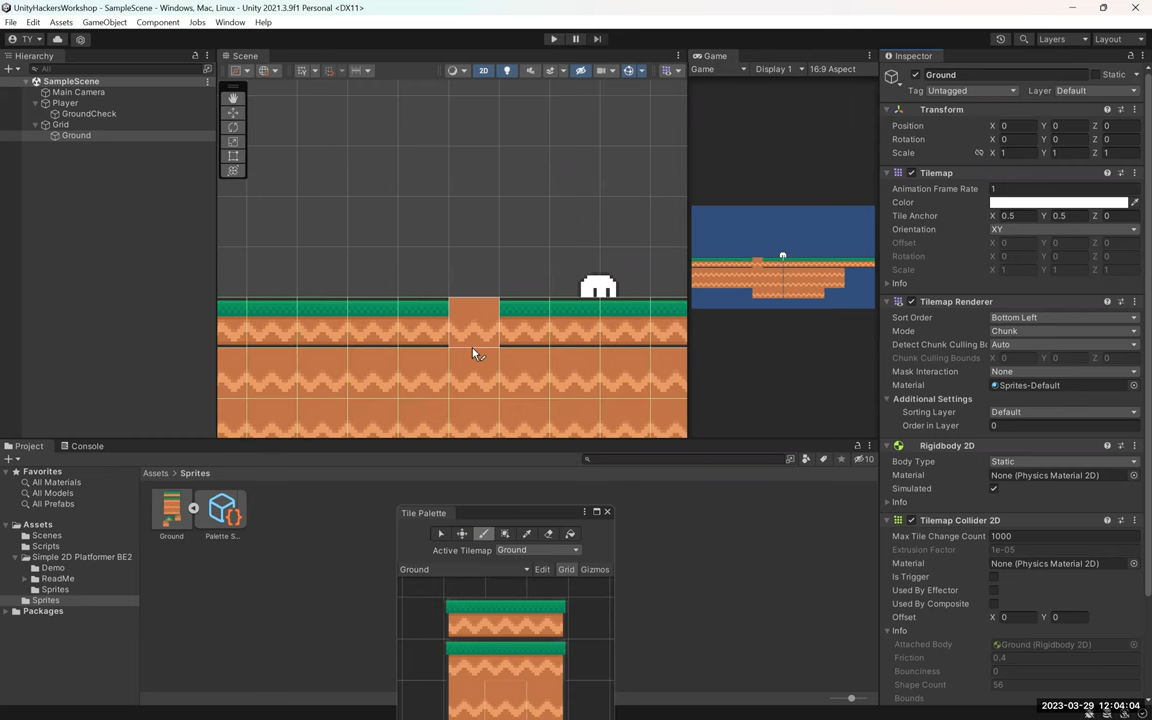 UnityHackersWorkshop - SampleScene - Windows, Mac, Linux - Unity 2021.3.9f1 Personal <DX11>
File Edit Assets GameObject Component Jobs Window Help
TY
Layers
Layout
Hierarchy
All
SampleScene
Main Camera
Player
GroundCheck
Grid
Ground
Scene
2D
Game
Game
Display 1
16:9 Aspect
Inspector
Ground
Static
Tag Untagged
Layer Default
Transform
Position X 0 Y 0 Z 0
Rotation X 0 Y 0 Z 0
Scale X 1 Y 1 Z 1
Tilemap
Animation Frame Rate 1
Color
Tile Anchor X 0.5 Y 0.5 Z 0
Orientation XY
Offset X 0 Y 0 Z 0
Rotation X 0 Y 0 Z 0
Scale X 1 Y 1 Z 1
Info
Tilemap Renderer
Sort Order Bottom Left
Mode Chunk
Detect Chunk Culling Bo Auto
Chunk Culling Bounds X 0 Y 0 Z 0
Mask Interaction None
Material Sprites-Default
Additional Settings
Sorting Layer Default
Order in Layer 0
Rigidbody 2D
Body Type Static
Material None (Physics Material 2D)
Simulated
Info
Tilemap Collider 2D
Max Tile Change Count 1000
Extrusion Factor 1e-05
Material None (Physics Material 2D)
Is Trigger
Used By Effector
Used By Composite
Offset X 0 Y 0
Info
Attached Body Ground (Rigidbody 2D)
Friction 0.4
Bounciness 0
Shape Count 56
Bounds
Project
Console
10
Favorites
All Materials
All Models
All Prefabs
Assets
Scenes
Scripts
Simple 2D Platformer BE2
Demo
ReadMe
Sprites
Sprites
Packages
Assets > Sprites
Ground
Palette S...
Tile Palette
Active Tilemap Ground
Ground
Edit Grid Gizmos
2023-03-29 12:04:04